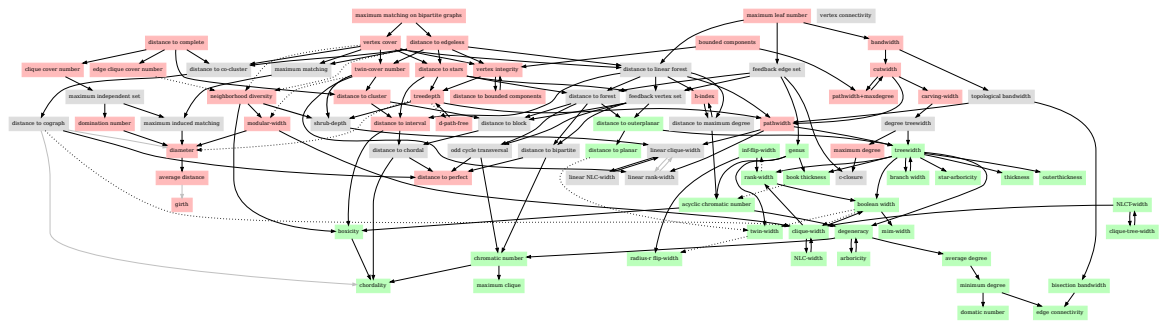 maximum matching on bipartite graphs
maximum leaf number
vertex connectivity
distance to complete
vertex cover
distance to edgeless
bounded components
bandwidth
clique cover number
edge clique cover number
distance to co-cluster
maximum matching
twin-cover number
distance to stars
vertex integrity
distance to linear forest
feedback edge set
cutwidth
maximum independent set
neighborhood diversity
distance to cluster
treedepth
distance to bounded components
distance to forest
feedback vertex set
h-index
pathwidth+maxdegree
carving-width
topological bandwidth
distance to cograph
domination number
maximum induced matching
modular-width
shrub-depth
distance to interval
d-path-free
distance to block
distance to outerplanar
distance to maximum degree
pathwidth
degree treewidth
diameter
distance to chordal
odd cycle transversal
distance to bipartite
distance to planar
linear clique-width
inf-flip-width
genus
maximum degree
treewidth
average distance
distance to perfect
linear NLC-width
linear rank-width
rank-width
book thickness
c-closure
branch width
star-arboricity
thickness
outerthickness
girth
acyclic chromatic number
boolean width
NLCT-width
boxicity
twin-width
clique-width
degeneracy
mim-width
clique-tree-width
chromatic number
radius-r flip-width
NLC-width
arboricity
average degree
chordality
maximum clique
minimum degree
bisection bandwidth
domatic number
edge connectivity